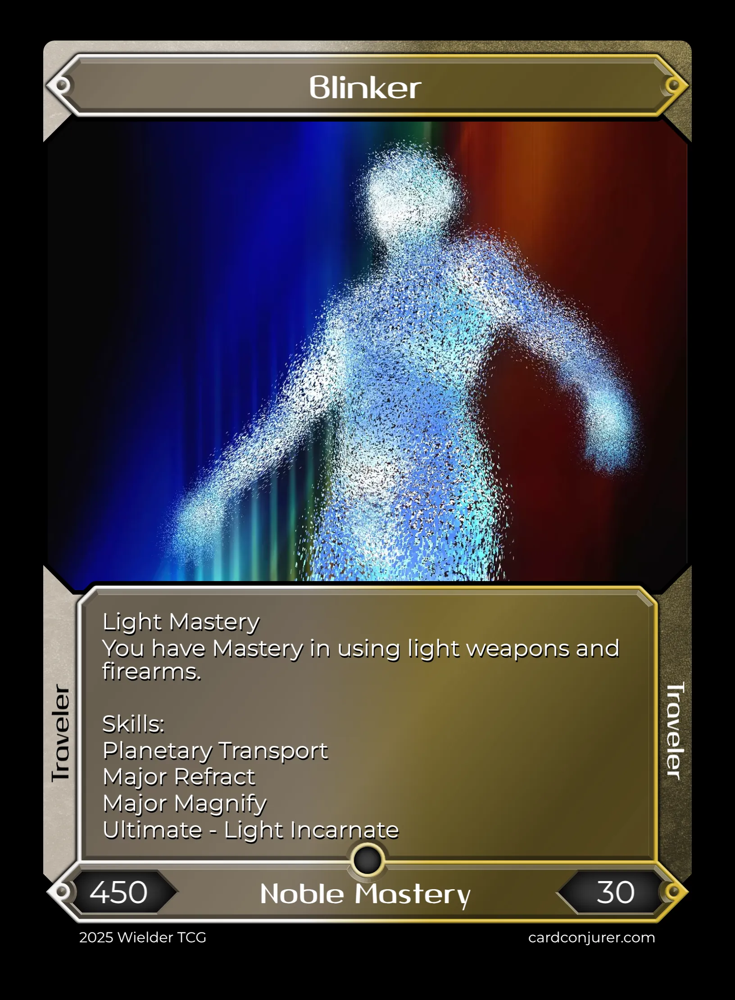 Blinker
Light Mastery
You have Mastery in using light weapons and
firearms.
Skills:
Planetary Transport
Major Refract
Major Magnify
Ultimate - Light Incarnate
Traveler
Traveler
450
Noble Mastery
30
2025 Wielder TCG
cardconjurer.com